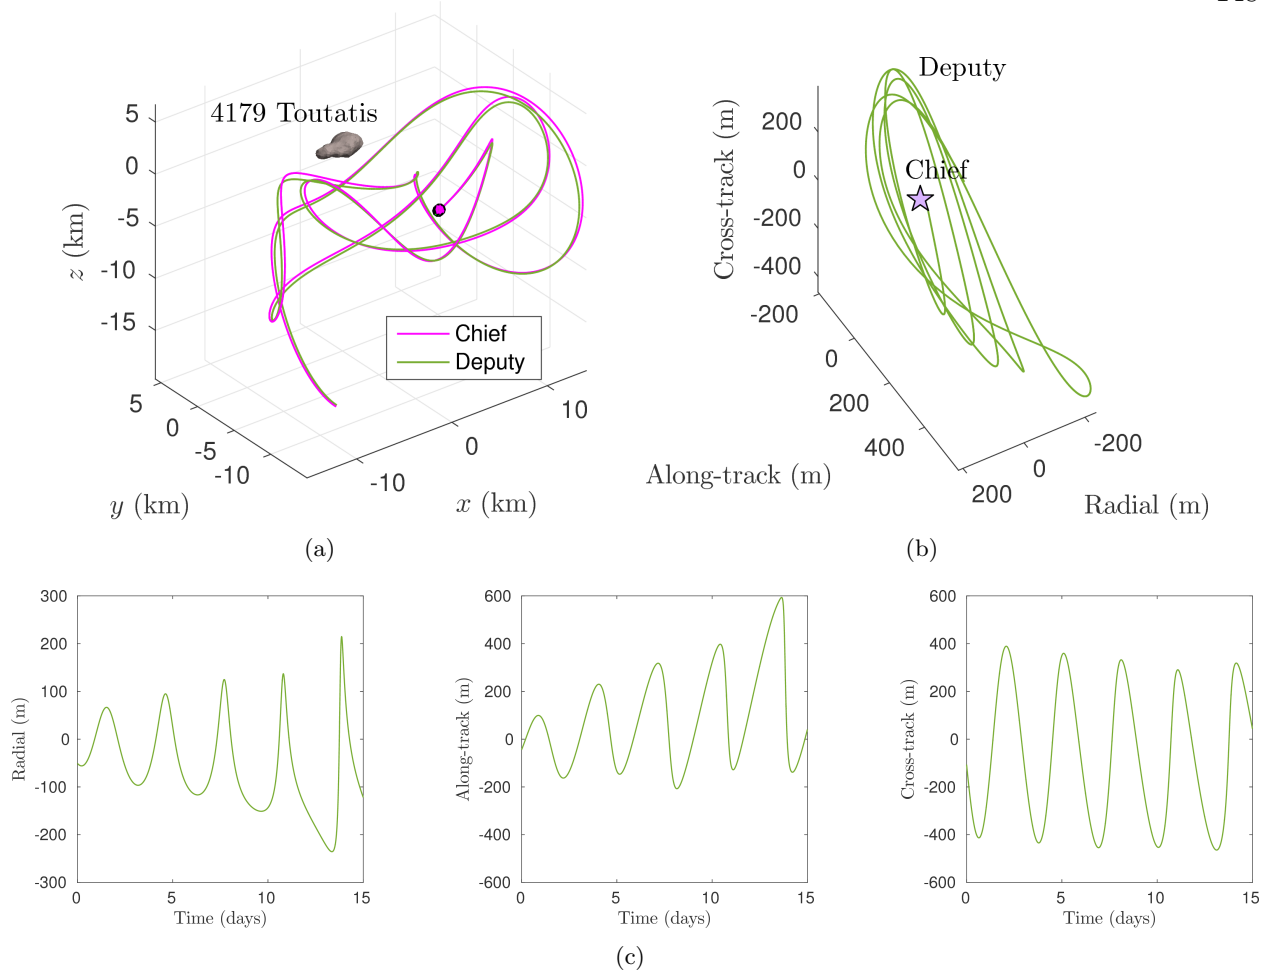 4179 Toutatis
5
0
-5
-10
-15
z (km)
5
0
-5
-10
y (km)
-10
0
10
x (km)
Chief
Deputy
(a)
Deputy
Chief
200
0
-200
-400
Cross-track (m)
-200
0
200
400
Along-track (m)
200
0
-200
Radial (m)
(b)
300
200
100
0
-100
-200
-300
Radial (m)
0 5 10 15
Time (days)
600
400
200
0
-200
-400
-600
Along-track (m)
0 5 10 15
Time (days)
600
400
200
0
-200
-400
-600
Cross-track (m)
0 5 10 15
Time (days)
(c)